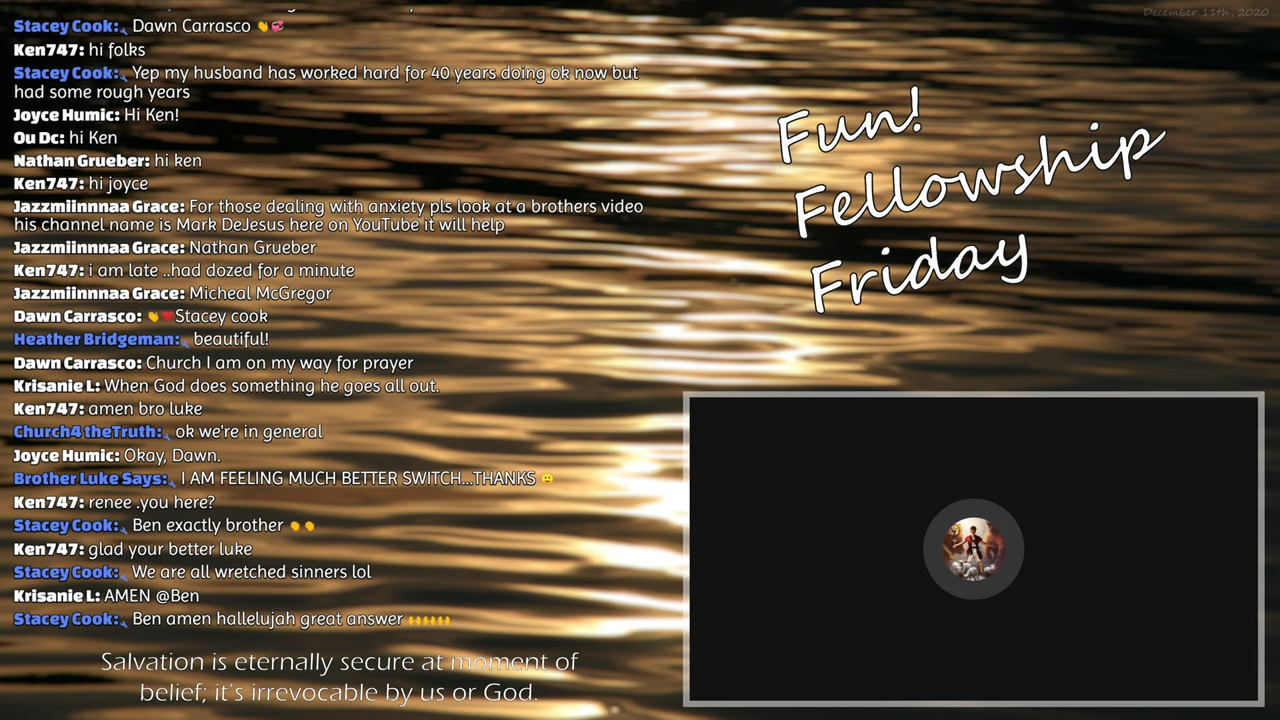 December 11th, 2020
Stacey Cook: Dawn Carrasco 👏💞
Ken747: hi folks
Stacey Cook: Yep my husband has worked hard for 40 years doing ok now but
had some rough years
Joyce Humic: Hi Ken!
Ou Dc: hi Ken
Nathan Grueber: hi ken
Ken747: hi joyce
Jazzmiinnnaa Grace: For those dealing with anxiety pls look at a brothers video
his channel name is Mark DeJesus here on YouTube it will help
Jazzmiinnnaa Grace: Nathan Grueber
Ken747: i am late ..had dozed for a minute
Jazzmiinnnaa Grace: Micheal McGregor
Dawn Carrasco: 👏❤️Stacey cook
Heather Bridgeman: beautiful!
Dawn Carrasco: Church I am on my way for prayer
Krisanie L: When God does something he goes all out.
Ken747: amen bro luke
Church4 theTruth: ok we're in general
Joyce Humic: Okay, Dawn.
Brother Luke Says: I AM FEELING MUCH BETTER SWITCH...THANKS 🙂
Ken747: renee .you here?
Stacey Cook: Ben exactly brother 👏👏
Ken747: glad your better luke
Stacey Cook: We are all wretched sinners lol
Krisanie L: AMEN @Ben
Stacey Cook: Ben amen hallelujah great answer 🙌🙌🙌
Salvation is eternally secure at moment of
belief; it's irrevocable by us or God.
Fun!
Fellowship
Friday